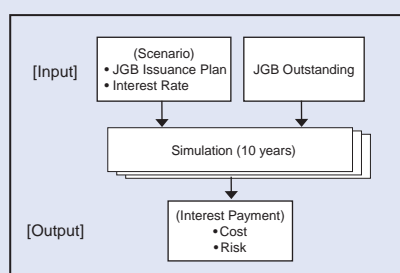 [Input]
(Scenario)
• JGB Issuance Plan
• Interest Rate
JGB Outstanding
Simulation (10 years)
[Output]
(Interest Payment)
•Cost
•Risk